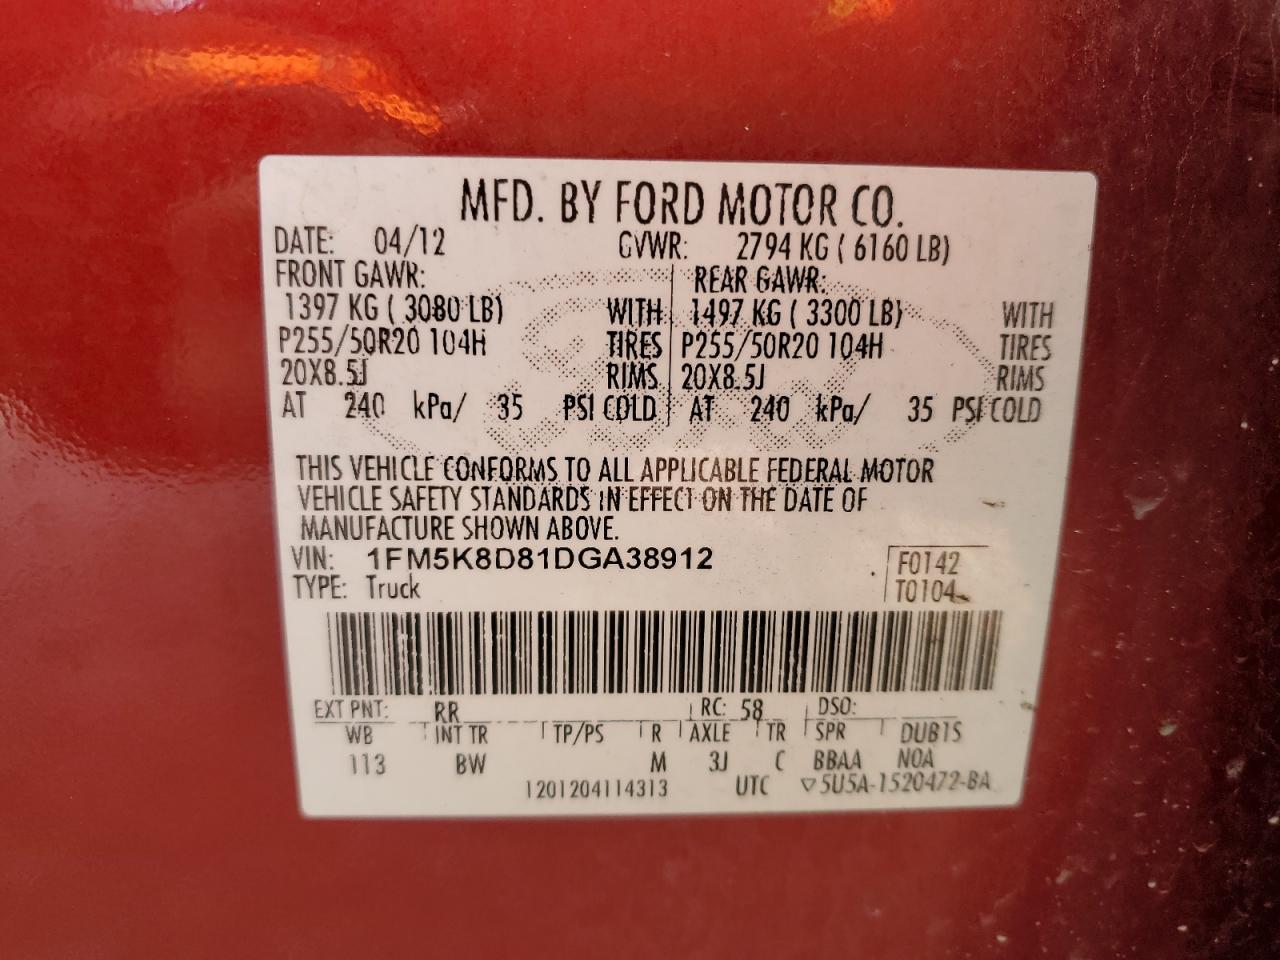 MFD. BY FORD MOTOR CO.
DATE: 04/12 GVWR: 2794 KG ( 6160 LB)
FRONT GAWR: REAR GAWR:
1397 KG ( 3080 LB) WITH 1497 KG ( 3300 LB) WITH
P255/50R20 104H TIRES P255/50R20 104H TIRES
20X8.5J RIMS 20X8.5J RIMS
AT 240 kPa/ 35 PSI COLD AT 240 kPa/ 35 PSI COLD
THIS VEHICLE CONFORMS TO ALL APPLICABLE FEDERAL MOTOR
VEHICLE SAFETY STANDARDS IN EFFECT ON THE DATE OF
MANUFACTURE SHOWN ABOVE.
VIN: 1FM5K8D81DGA38912 F0142
TYPE: Truck T0104
EXT PNT: RR RC: 58 DSO:
WB INT TR TP/PS R AXLE TR SPR DUB1S
113 BW M 3J C BBAA NOA
1201204114313 UTC ▽5U5A-1520472-BA